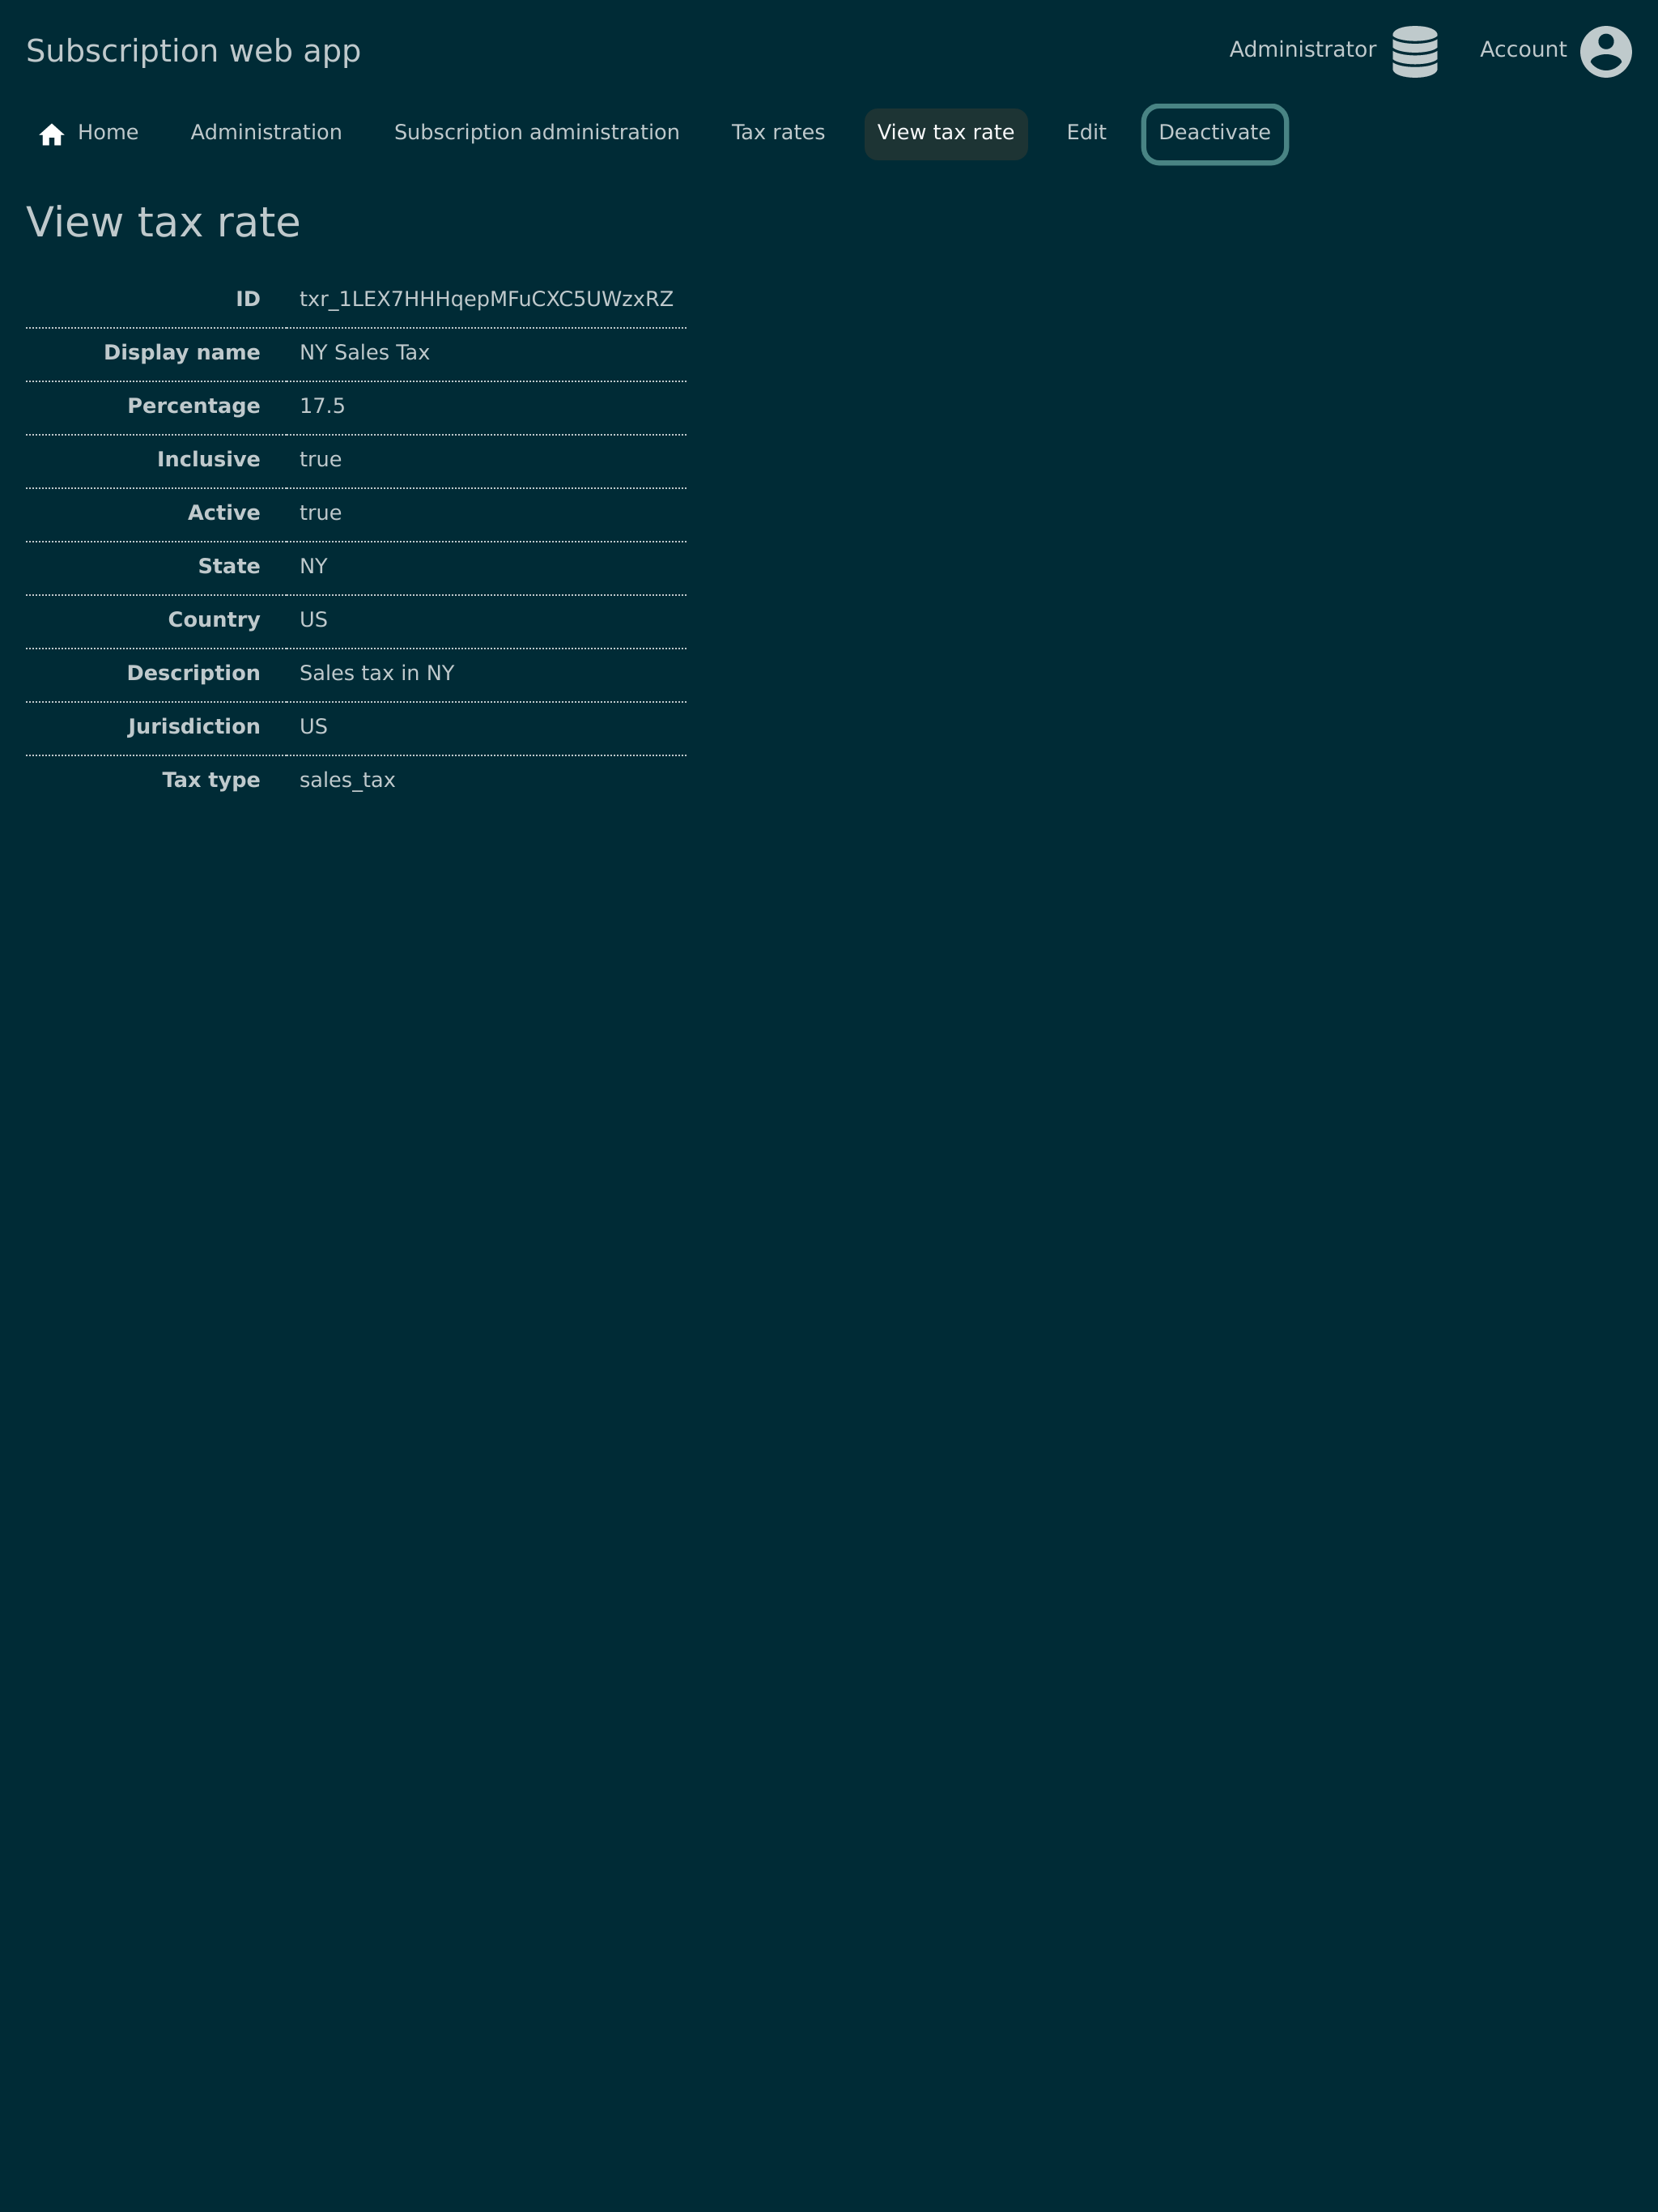 Subscription web app
Administrator Account
Home Administration Subscription administration Tax rates View tax rate Edit Deactivate
View tax rate
ID txr_1LEX7HHHqepMFuCXC5UWzxRZ
Display name NY Sales Tax
Percentage 17.5
Inclusive true
Active true
State NY
Country US
Description Sales tax in NY
Jurisdiction US
Tax type sales_tax